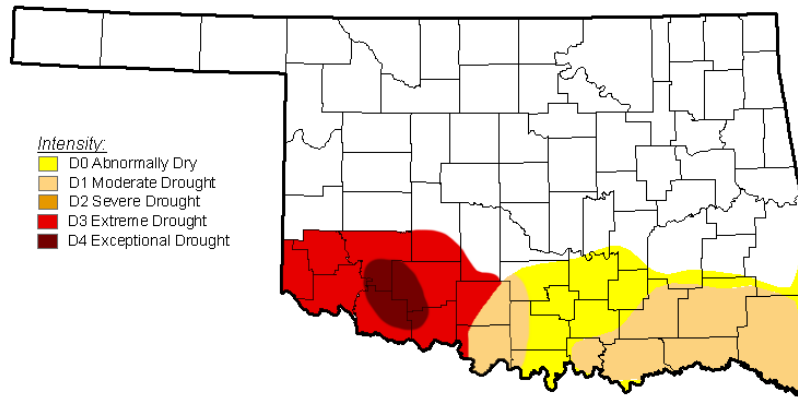 Intensity:
D0 Abnormally Dry
D1 Moderate Drought
D2 Severe Drought
D3 Extreme Drought
D4 Exceptional Drought